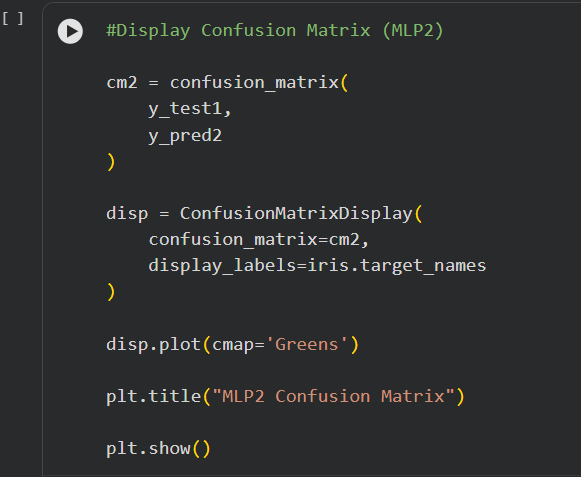 [ ]
#Display Confusion Matrix (MLP2)
cm2 = confusion_matrix(
    y_test1,
    y_pred2
)
disp = ConfusionMatrixDisplay(
    confusion_matrix=cm2,
    display_labels=iris.target_names
)
disp.plot(cmap='Greens')
plt.title("MLP2 Confusion Matrix")
plt.show()